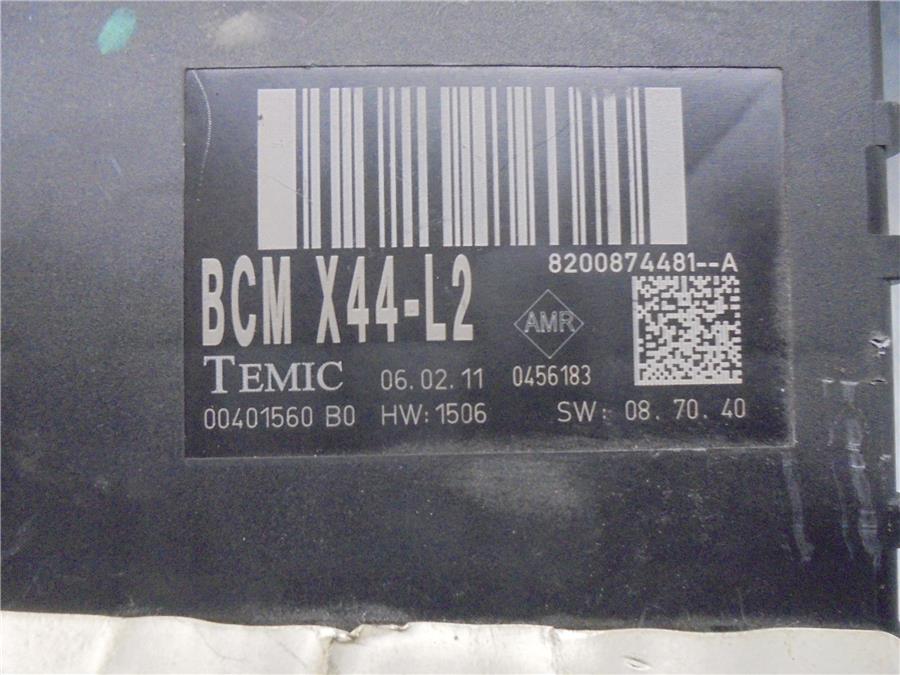 8200874481--A
BCM X44-L2
AMR
TEMIC 06.02.11 0456183
00401560 B0 HW:1506 SW: 08.70.40